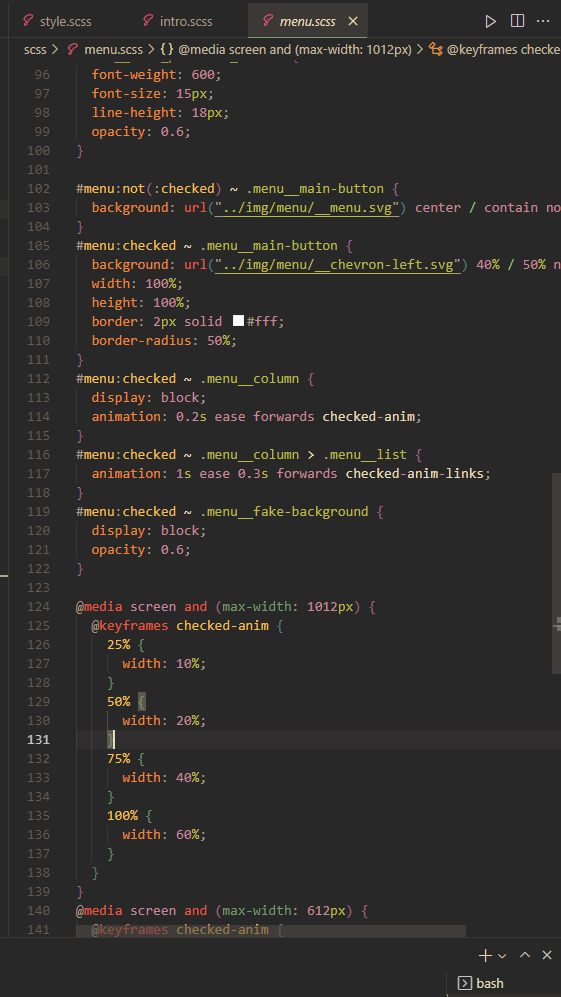 style.scss intro.scss menu.scss
scss > menu.scss > {} @media screen and (max-width: 1012px) > @keyframes checke
96 font-weight: 600;
97 font-size: 15px;
98 line-height: 18px;
99 opacity: 0.6;
100 }
101
102 #menu:not(:checked) ~ .menu__main-button {
103 background: url("../img/menu/__menu.svg") center / contain no
104 }
105 #menu:checked ~ .menu__main-button {
106 background: url("../img/menu/__chevron-left.svg") 40% / 50% n
107 width: 100%;
108 height: 100%;
109 border: 2px solid #fff;
110 border-radius: 50%;
111 }
112 #menu:checked ~ .menu__column {
113 display: block;
114 animation: 0.2s ease forwards checked-anim;
115 }
116 #menu:checked ~ .menu__column > .menu__list {
117 animation: 1s ease 0.3s forwards checked-anim-links;
118 }
119 #menu:checked ~ .menu__fake-background {
120 display: block;
121 opacity: 0.6;
122 }
123
124 @media screen and (max-width: 1012px) {
125 @keyframes checked-anim {
126 25% {
127 width: 10%;
128 }
129 50% {
130 width: 20%;
131 }
132 75% {
133 width: 40%;
134 }
135 100% {
136 width: 60%;
137 }
138 }
139 }
140 @media screen and (max-width: 612px) {
141 @keyframes checked-anim {
bash